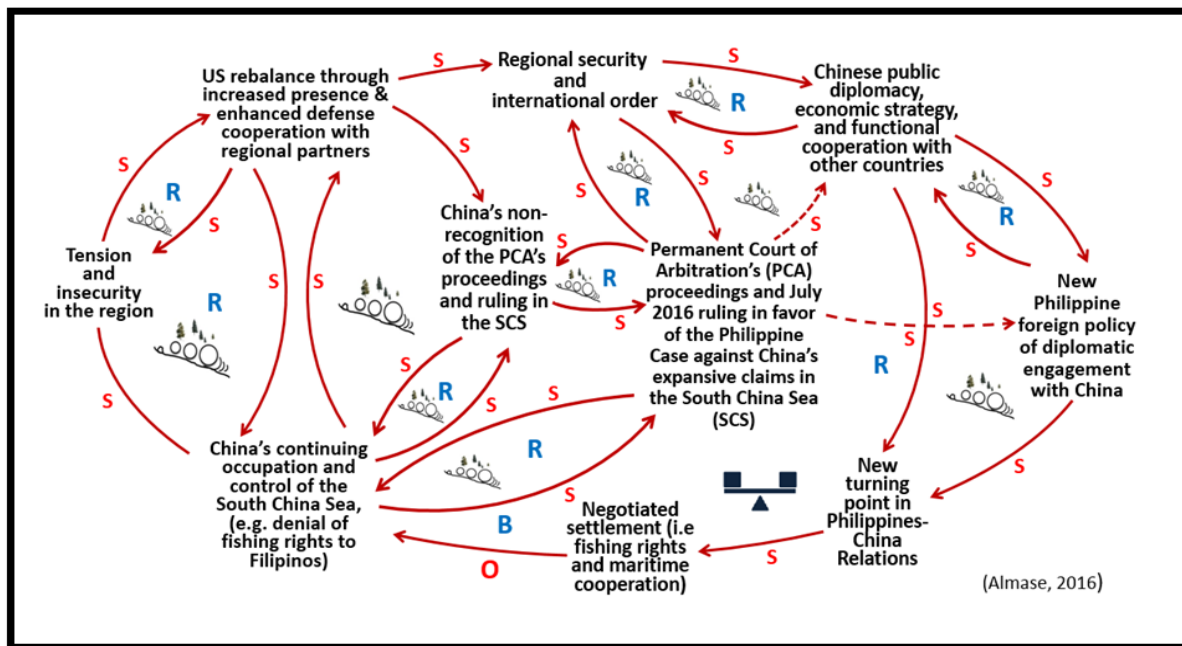 US rebalance through
increased presence &
enhanced defense
cooperation with
regional partners
S
Regional security
and
international order
S
R
S
Chinese public
diplomacy,
economic strategy,
and functional
cooperation with
other countries
S
S
R
S
Tension
and
insecurity
in the region
R
S
S
China's non-
recognition
of the PCA's
proceedings
and ruling in
the SCS
S
R
S
S
S
R
S
S
R
S
Permanent Court of
Arbitration's (PCA)
proceedings and July
2016 ruling in favor
of the Philippine
Case against China's
expansive claims in
the South China Sea
(SCS)
S
R
S
New
Philippine
foreign policy
of diplomatic
engagement
with China
S
S
R
S
China's continuing
occupation and
control of the
South China Sea,
(e.g. denial of
fishing rights to
Filipinos)
S
R
S
S
R
S
B
O
Negotiated
settlement (i.e
fishing rights
and maritime
cooperation)
S
New
turning
point in
Philippines-
China
Relations
(Almase, 2016)